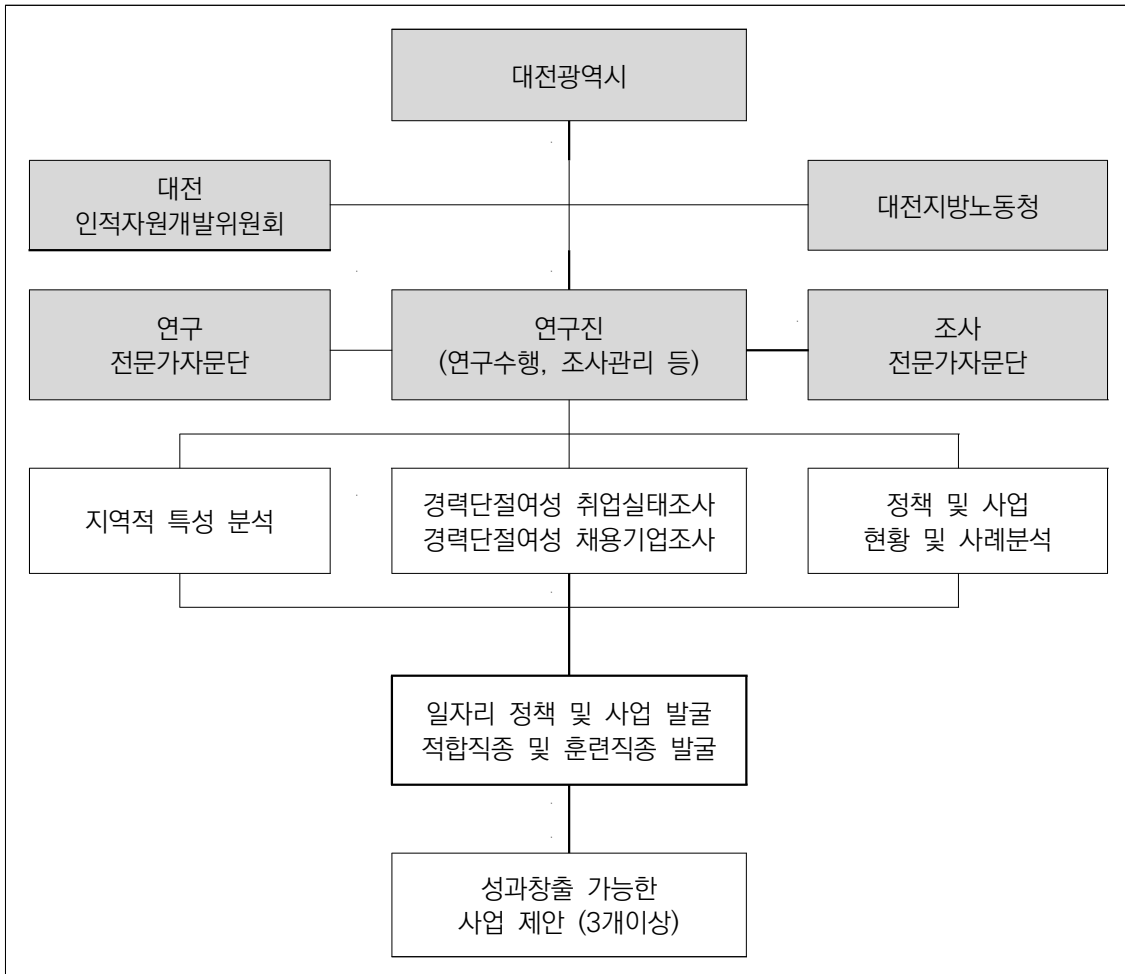 대전광역시
대전
인적자원개발위원회
대전지방노동청
연구
전문가자문단
연구진
(연구수행, 조사관리 등)
조사
전문가자문단
지역적 특성 분석
경력단절여성 취업실태조사
경력단절여성 채용기업조사
정책 및 사업
현황 및 사례분석
일자리 정책 및 사업 발굴
적합직종 및 훈련직종 발굴
성과창출 가능한
사업 제안 (3개이상)